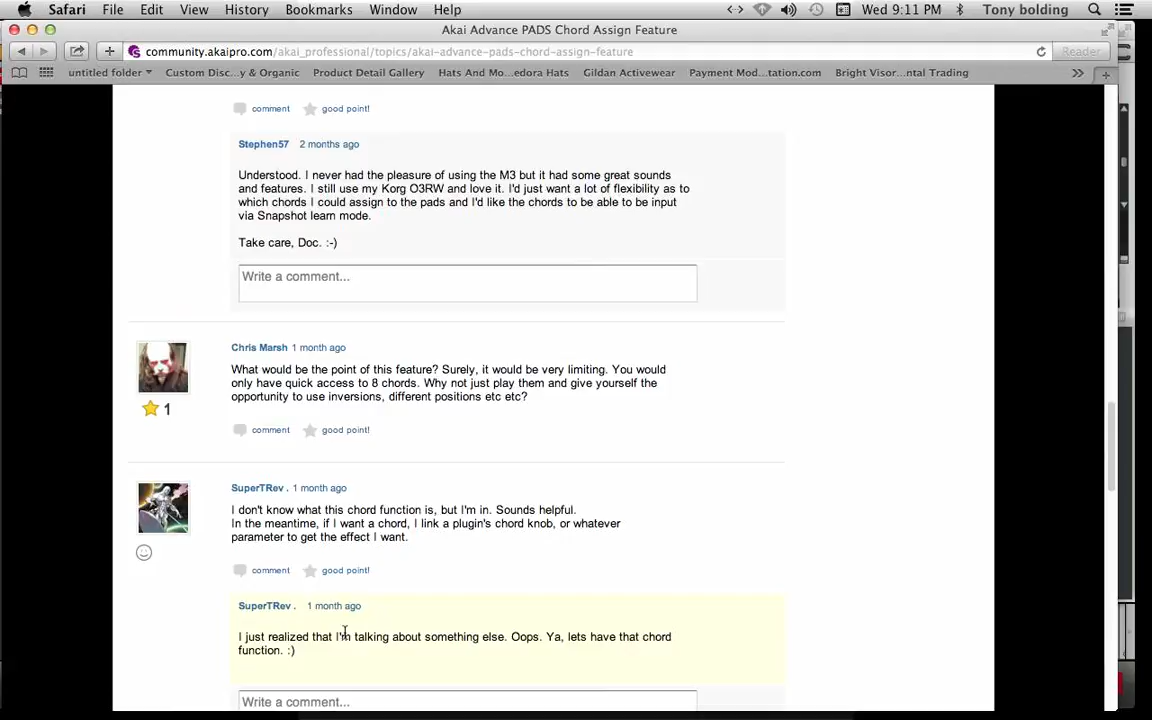 Safari File Edit View History Bookmarks Window Help Wed 9:11 PM Tony bolding
Akai Advance PADS Chord Assign Feature
community.akaipro.com/akai_professional/topics/akai-advance-pads-chord-assign-feature Reader
untitled folder Custom Disc...y & Organic Product Detail Gallery Hats And Mo...edora Hats Gildan Activewear Payment Mod...tation.com Bright Visor...ntal Trading
comment good point!
Stephen57 2 months ago
Understood. I never had the pleasure of using the M3 but it had some great sounds
and features. I still use my Korg O3RW and love it. I'd just want a lot of flexibility as to
which chords I could assign to the pads and I'd like the chords to be able to be input
via Snapshot learn mode.
Take care, Doc. :-)
Write a comment...
Chris Marsh 1 month ago
What would be the point of this feature? Surely, it would be very limiting. You would
only have quick access to 8 chords. Why not just play them and give yourself the
opportunity to use inversions, different positions etc etc?
1
comment good point!
SuperTRev . 1 month ago
I don't know what this chord function is, but I'm in. Sounds helpful.
In the meantime, if I want a chord, I link a plugin's chord knob, or whatever
parameter to get the effect I want.
comment good point!
SuperTRev . 1 month ago
I just realized that I'm talking about something else. Oops. Ya, lets have that chord
function. :)
Write a comment...